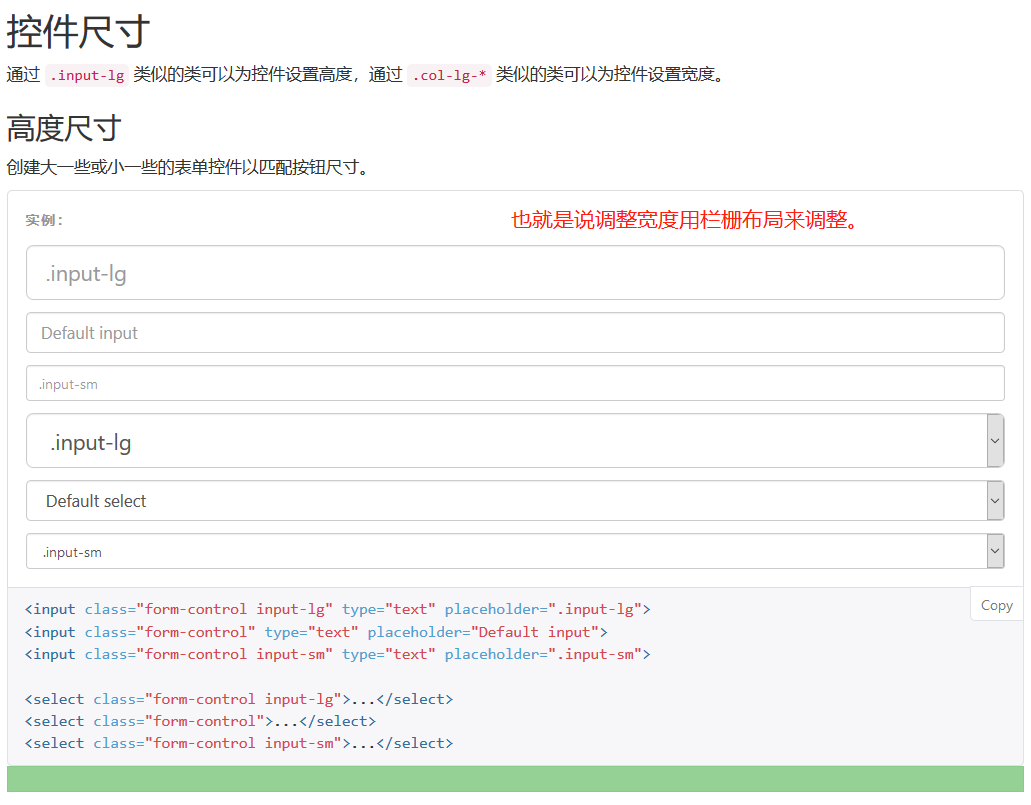 控件尺寸
通过 .input-lg 类似的类可以为控件设置高度，通过 .col-lg-* 类似的类可以为控件设置宽度。
高度尺寸
创建大一些或小一些的表单控件以匹配按钮尺寸。
实例：
也就是说调整宽度用栏栅布局来调整。
.input-lg
Default input
.input-sm
.input-lg
Default select
.input-sm
Copy
<input class="form-control input-lg" type="text" placeholder=".input-lg">
<input class="form-control" type="text" placeholder="Default input">
<input class="form-control input-sm" type="text" placeholder=".input-sm">
<select class="form-control input-lg">...</select>
<select class="form-control">...</select>
<select class="form-control input-sm">...</select>